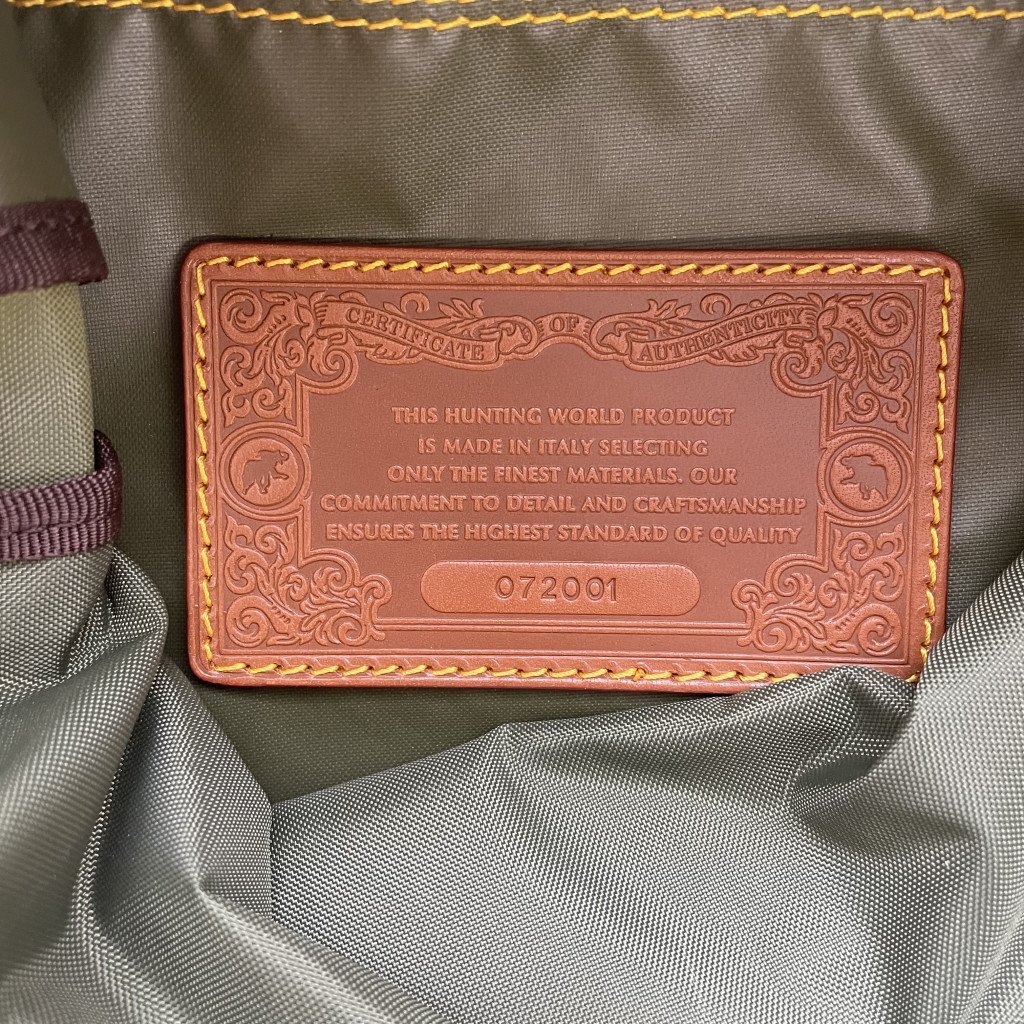 CERTIFICATE OF AUTHENTICITY
THIS HUNTING WORLD PRODUCT
IS MADE IN ITALY SELECTING
ONLY THE FINEST MATERIALS. OUR
COMMITMENT TO DETAIL AND CRAFTSMANSHIP
ENSURES THE HIGHEST STANDARD OF QUALITY
072001